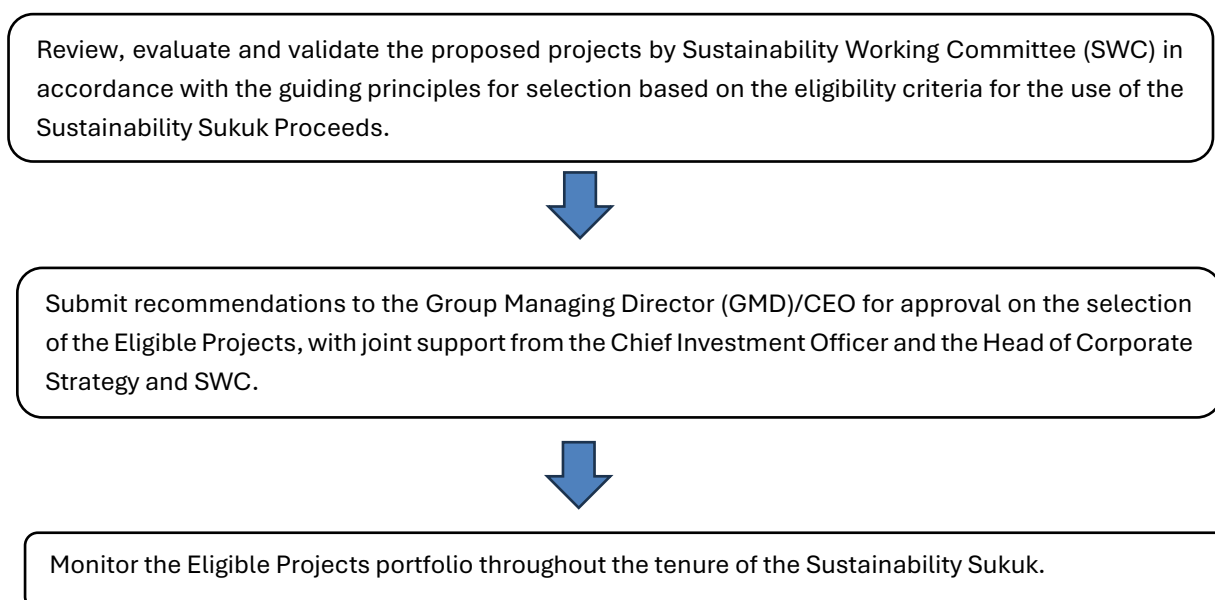 Review, evaluate and validate the proposed projects by Sustainability Working Committee (SWC) in
accordance with the guiding principles for selection based on the eligibility criteria for the use of the
Sustainability Sukuk Proceeds.
Submit recommendations to the Group Managing Director (GMD)/CEO for approval on the selection
of the Eligible Projects, with joint support from the Chief Investment Officer and the Head of Corporate
Strategy and SWC.
Monitor the Eligible Projects portfolio throughout the tenure of the Sustainability Sukuk.